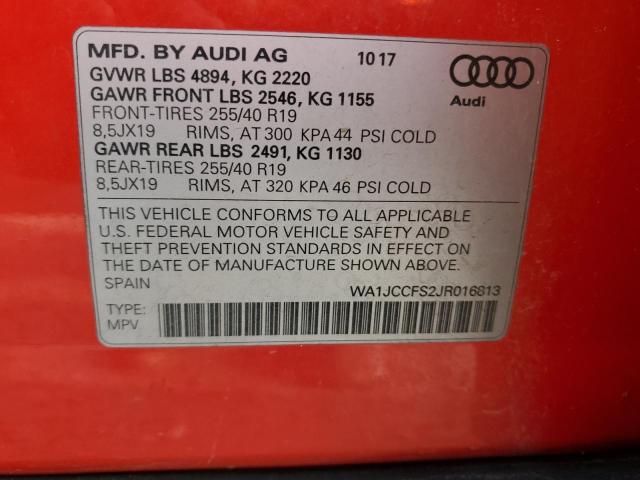 MFD. BY AUDI AG 10 17
GVWR LBS 4894, KG 2220
GAWR FRONT LBS 2546, KG 1155
FRONT-TIRES 255/40 R19
8,5JX19 RIMS, AT 300 KPA 44 PSI COLD
GAWR REAR LBS 2491, KG 1130
REAR-TIRES 255/40 R19
8,5JX19 RIMS, AT 320 KPA 46 PSI COLD
Audi
THIS VEHICLE CONFORMS TO ALL APPLICABLE
U.S. FEDERAL MOTOR VEHICLE SAFETY AND
THEFT PREVENTION STANDARDS IN EFFECT ON
THE DATE OF MANUFACTURE SHOWN ABOVE.
SPAIN WA1JCCFS2JR016813
TYPE:
MPV